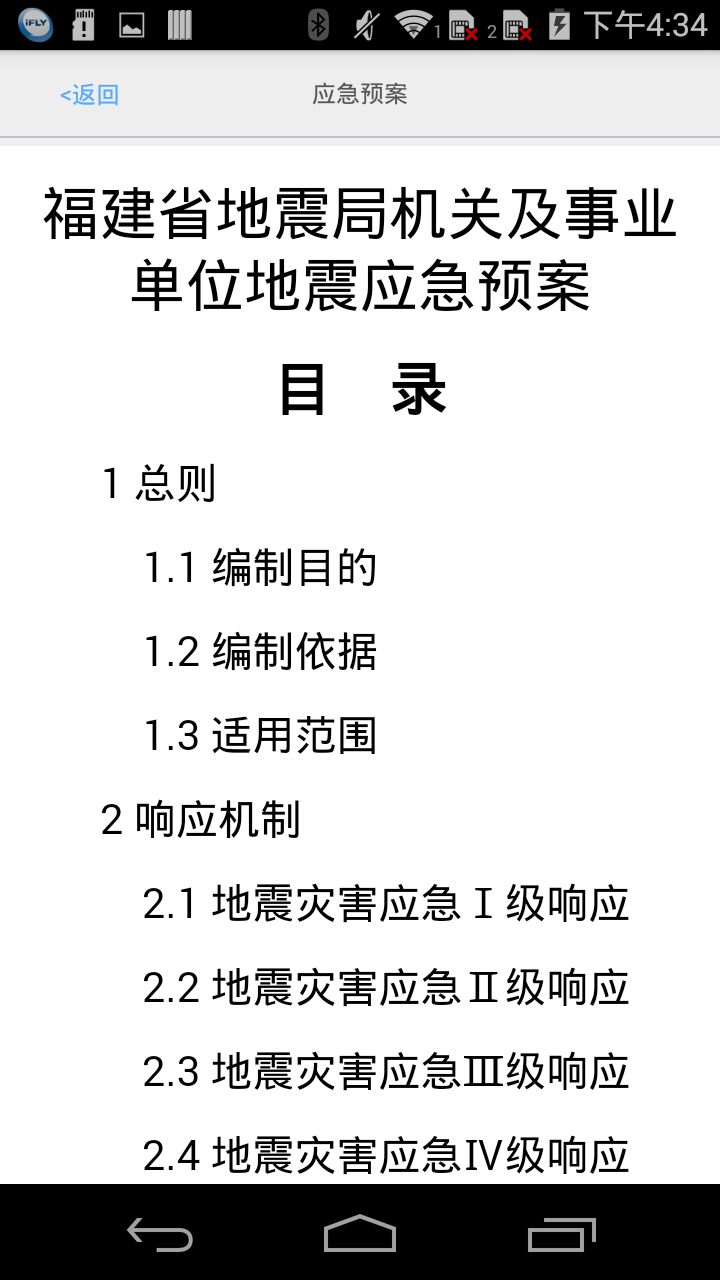 iFLY
1
2
下午4:34
<返回
应急预案
福建省地震局机关及事业
单位地震应急预案
目 录
1 总则
1.1 编制目的
1.2 编制依据
1.3 适用范围
2 响应机制
2.1 地震灾害应急Ⅰ级响应
2.2 地震灾害应急Ⅱ级响应
2.3 地震灾害应急Ⅲ级响应
2.4 地震灾害应急Ⅳ级响应